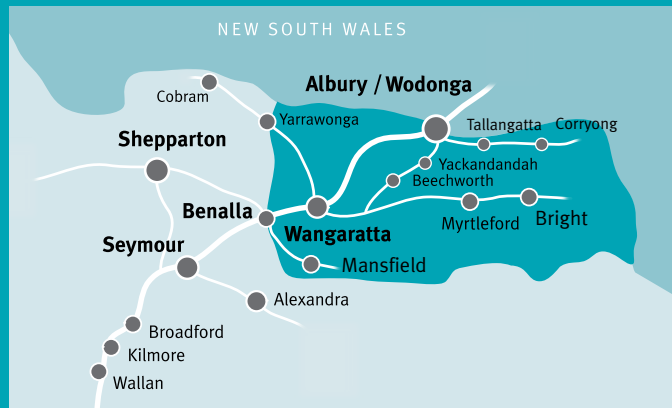 NEW SOUTH WALES
Albury / Wodonga
Cobram
Yarrawonga
Tallangatta
Corryong
Shepparton
Yackandandah
Beechworth
Benalla
Wangaratta
Myrtleford
Bright
Seymour
Mansfield
Alexandra
Broadford
Kilmore
Wallan